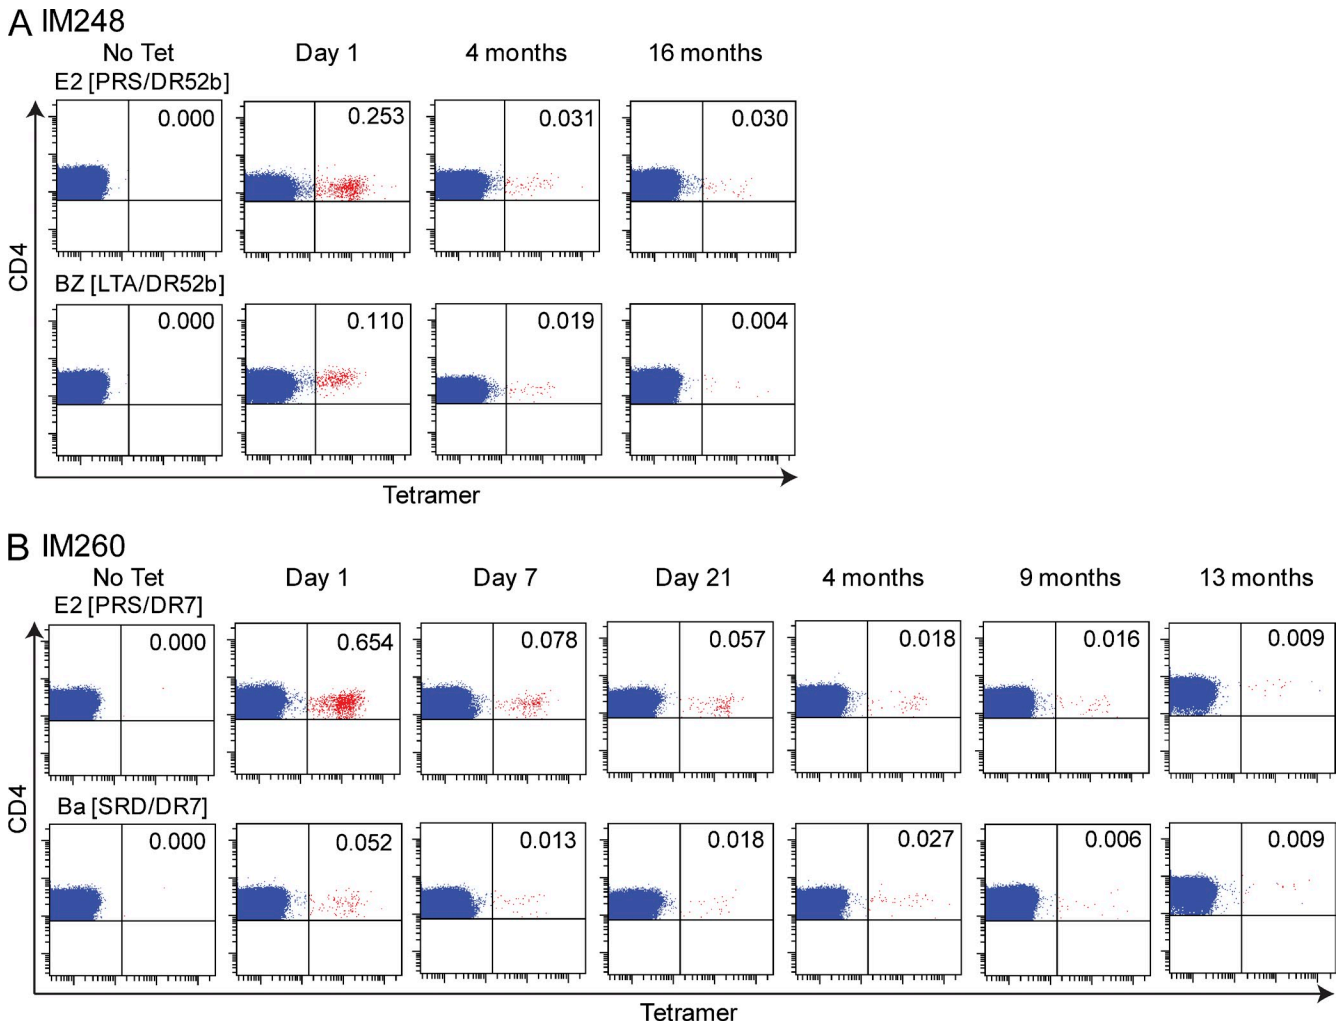 A IM248
No Tet Day 1 4 months 16 months
E2 [PRS/DR52b]
0.000 0.253 0.031 0.030
BZ [LTA/DR52b]
0.000 0.110 0.019 0.004
CD4
Tetramer
B IM260
No Tet Day 1 Day 7 Day 21 4 months 9 months 13 months
E2 [PRS/DR7]
0.000 0.654 0.078 0.057 0.018 0.016 0.009
Ba [SRD/DR7]
0.000 0.052 0.013 0.018 0.027 0.006 0.009
CD4
Tetramer